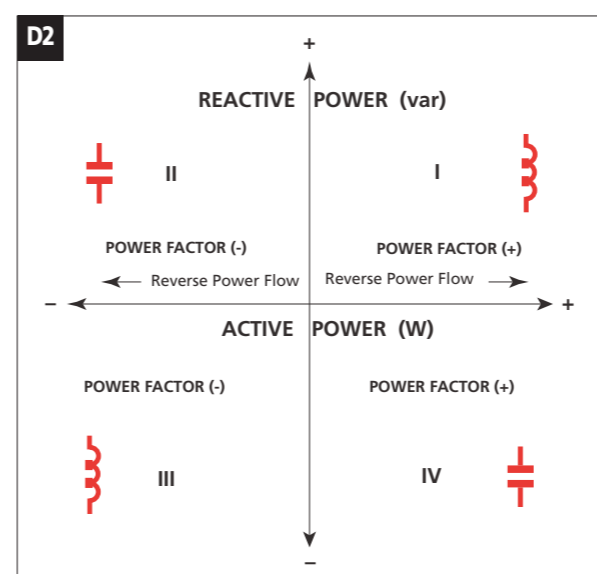 D2
+
REACTIVE POWER (var)
II
I
POWER FACTOR (-)
POWER FACTOR (+)
Reverse Power Flow
Reverse Power Flow
–
+
ACTIVE POWER (W)
POWER FACTOR (-)
POWER FACTOR (+)
III
IV
–